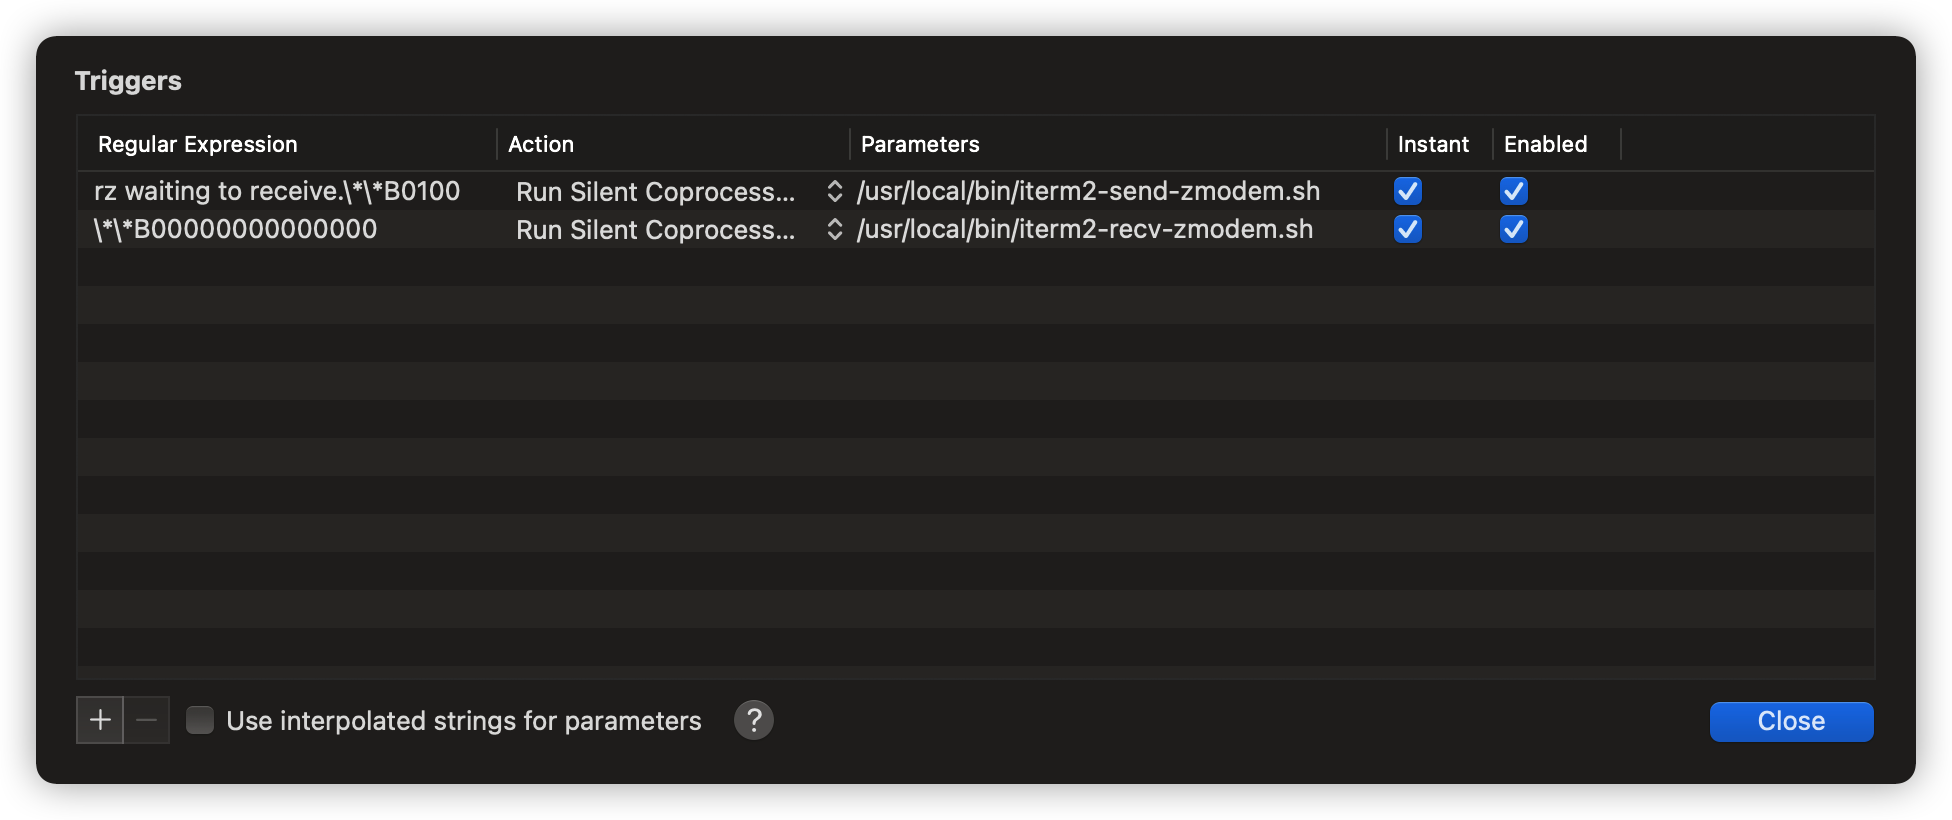 Triggers
Regular Expression Action Parameters Instant Enabled
rz waiting to receive.\*\*B0100 Run Silent Coprocess... /usr/local/bin/iterm2-send-zmodem.sh
\*\*B00000000000000 Run Silent Coprocess... /usr/local/bin/iterm2-recv-zmodem.sh
+ − Use interpolated strings for parameters ? Close